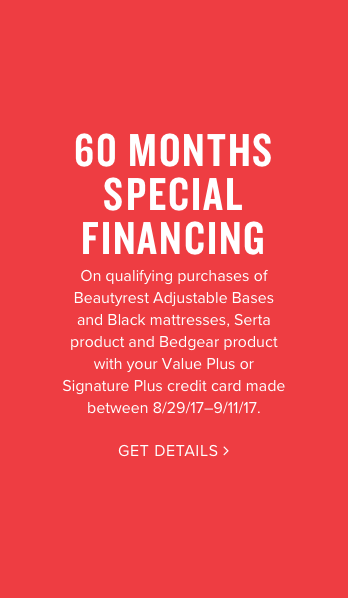 60 MONTHS
SPECIAL
FINANCING
On qualifying purchases of
Beautyrest Adjustable Bases
and Black mattresses, Serta
product and Bedgear product
with your Value Plus or
Signature Plus credit card made
between 8/29/17–9/11/17.
GET DETAILS >